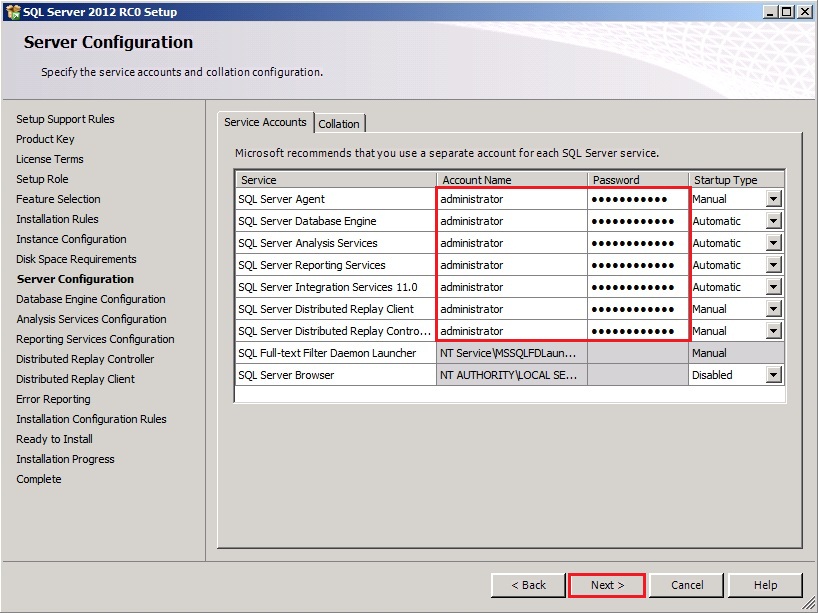 SQL Server 2012 RC0 Setup
Server Configuration
Specify the service accounts and collation configuration.
Setup Support Rules
Product Key
License Terms
Setup Role
Feature Selection
Installation Rules
Instance Configuration
Disk Space Requirements
Server Configuration
Database Engine Configuration
Analysis Services Configuration
Reporting Services Configuration
Distributed Replay Controller
Distributed Replay Client
Error Reporting
Installation Configuration Rules
Ready to Install
Installation Progress
Complete
Service Accounts Collation
Microsoft recommends that you use a separate account for each SQL Server service.
Service Account Name Password Startup Type
SQL Server Agent administrator ●●●●●●●●●●● Manual
SQL Server Database Engine administrator ●●●●●●●●●●●● Automatic
SQL Server Analysis Services administrator ●●●●●●●●●●●● Automatic
SQL Server Reporting Services administrator ●●●●●●●●●●●● Automatic
SQL Server Integration Services 11.0 administrator ●●●●●●●●●●●● Automatic
SQL Server Distributed Replay Client administrator ●●●●●●●●●●●● Manual
SQL Server Distributed Replay Contro... administrator ●●●●●●●●●●●● Manual
SQL Full-text Filter Daemon Launcher NT Service\MSSQLFDLaun... Manual
SQL Server Browser NT AUTHORITY\LOCAL SE... Disabled
< Back Next > Cancel Help